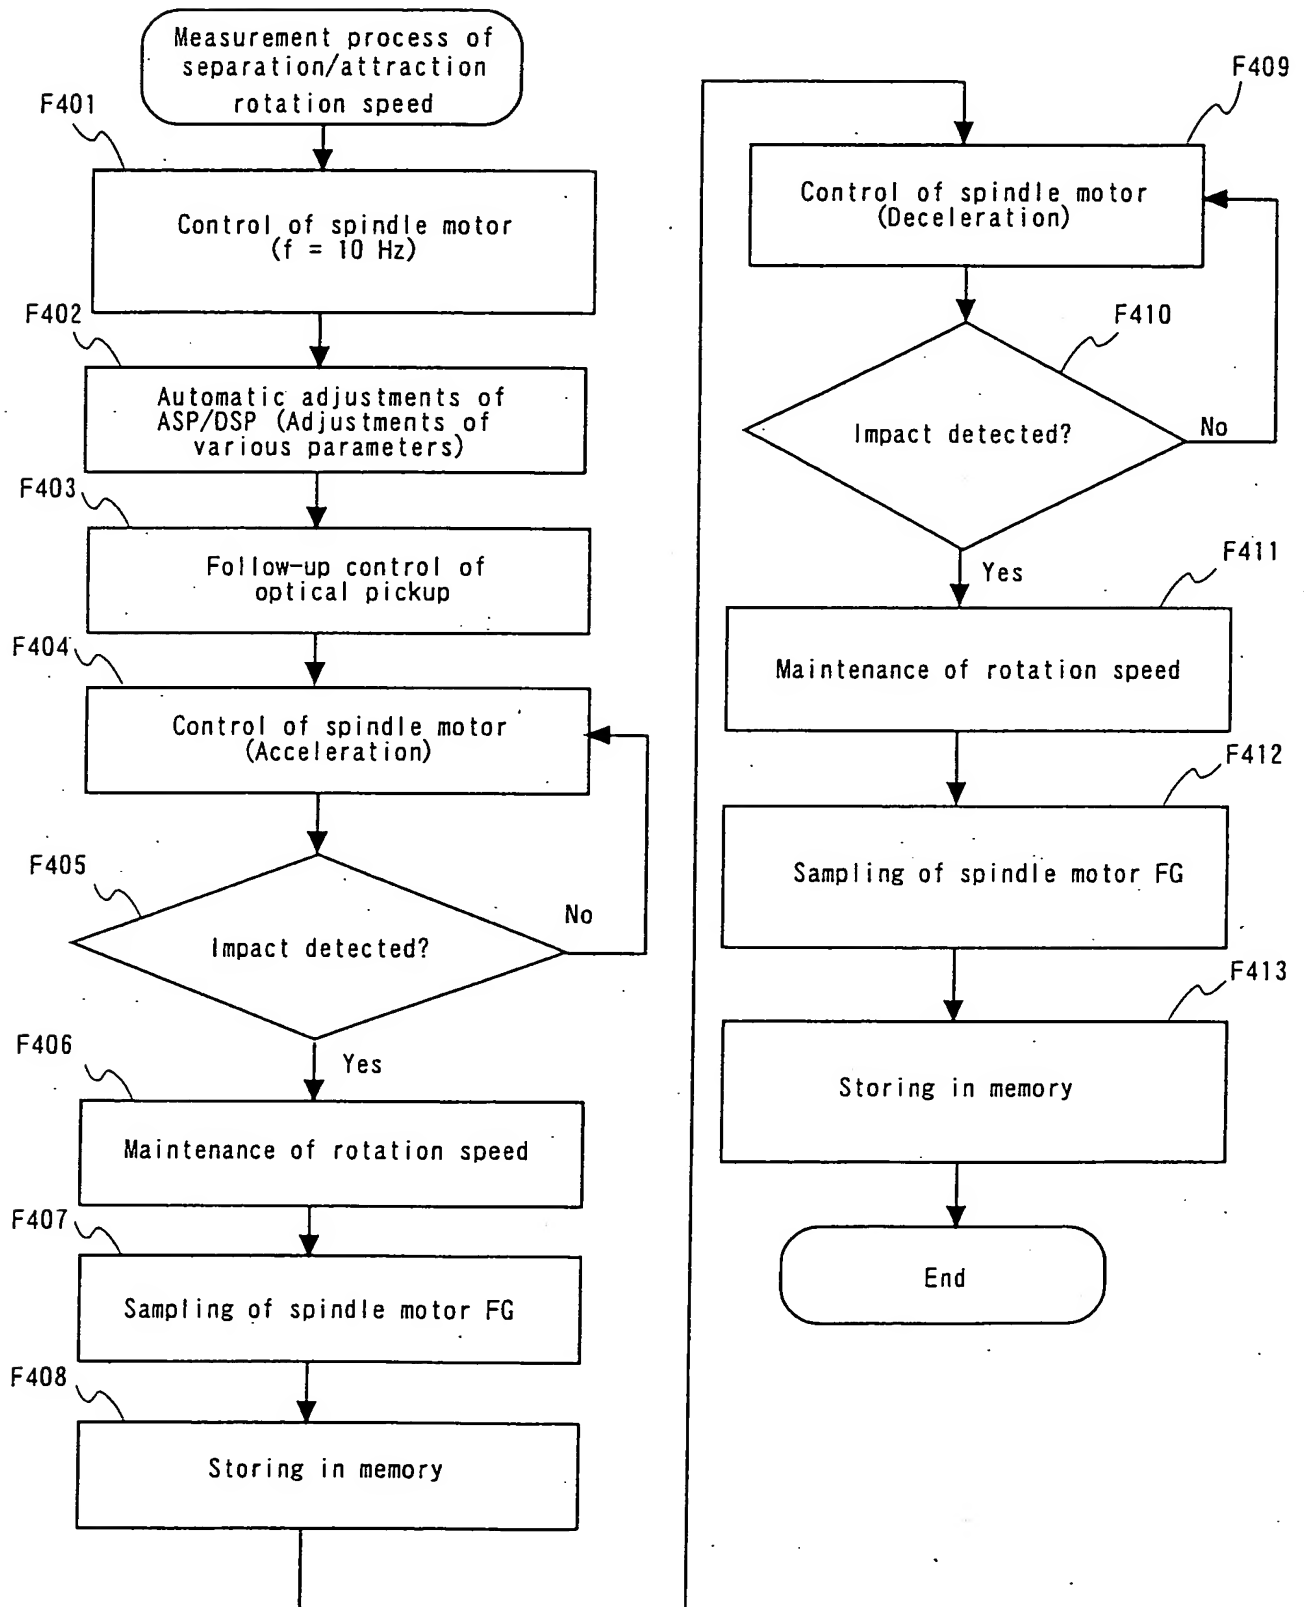 Measurement process of
separation/attraction
rotation speed
F401
Control of spindle motor
(f = 10 Hz)
F402
Automatic adjustments of
ASP/DSP (Adjustments of
various parameters)
F403
Follow-up control of
optical pickup
F404
Control of spindle motor
(Acceleration)
F405
Impact detected?
No
Yes
F406
Maintenance of rotation speed
F407
Sampling of spindle motor FG
F408
Storing in memory
F409
Control of spindle motor
(Deceleration)
F410
Impact detected?
No
Yes
F411
Maintenance of rotation speed
F412
Sampling of spindle motor FG
F413
Storing in memory
End